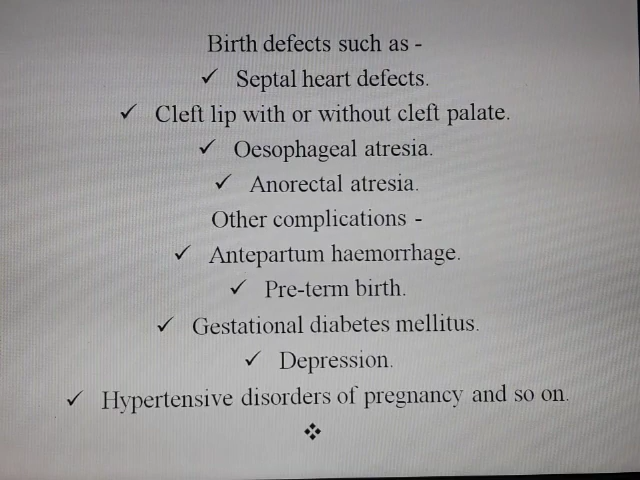 Birth defects such as -
✓ Septal heart defects.
✓ Cleft lip with or without cleft palate.
✓ Oesophageal atresia.
✓ Anorectal atresia.
Other complications -
✓ Antepartum haemorrhage.
✓ Pre-term birth.
✓ Gestational diabetes mellitus.
✓ Depression.
✓ Hypertensive disorders of pregnancy and so on.
❖